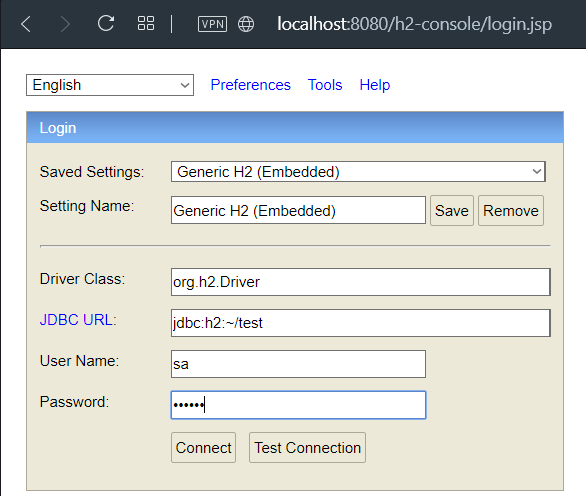 VPN localhost:8080/h2-console/login.jsp
English Preferences Tools Help
Login
Saved Settings: Generic H2 (Embedded)
Setting Name: Generic H2 (Embedded) Save Remove
Driver Class: org.h2.Driver
JDBC URL: jdbc:h2:~/test
User Name: sa
Password: ••••••
Connect Test Connection